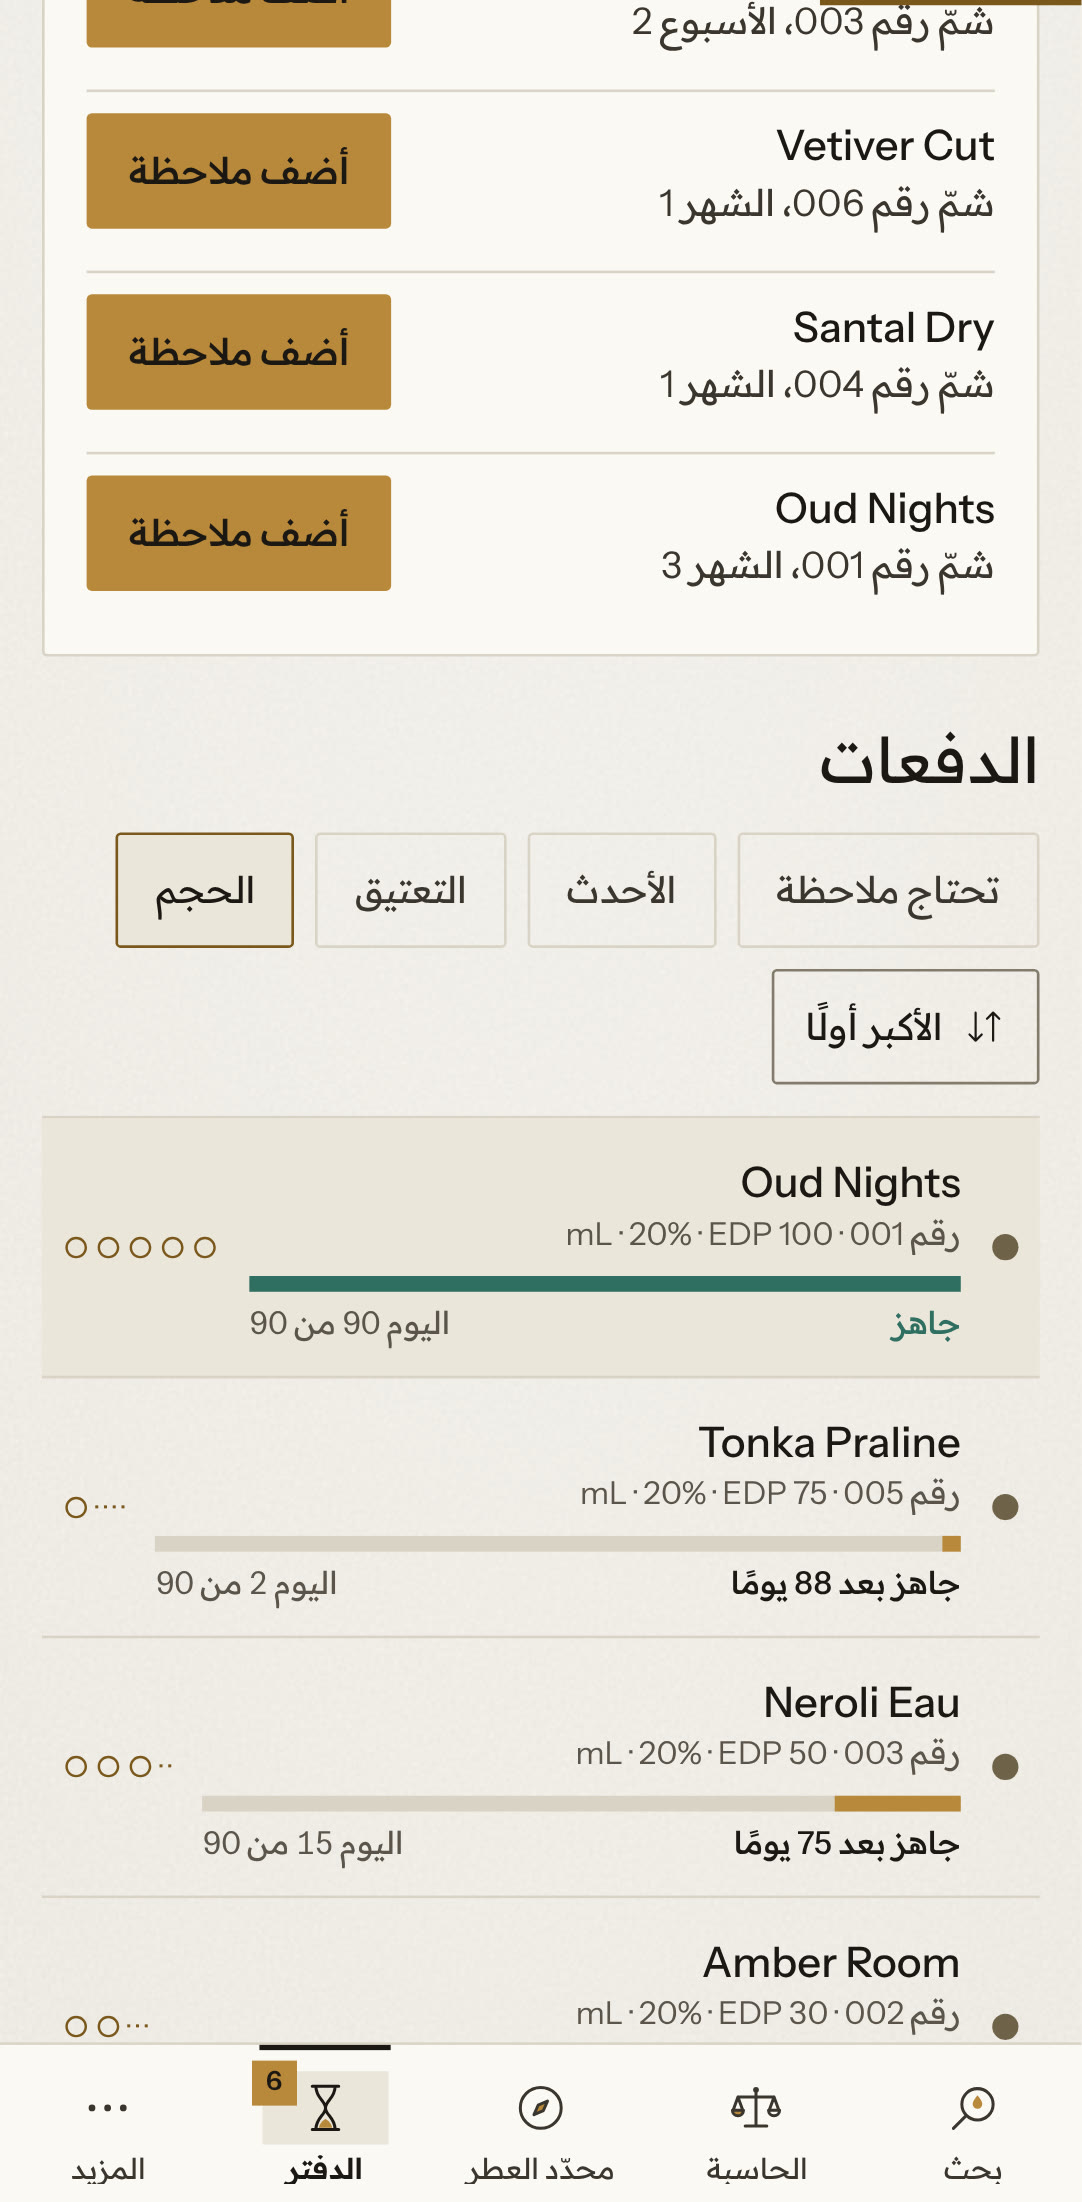 أضف ملاحظة
شمّ رقم 003، الأسبوع 2
Vetiver Cut
شمّ رقم 006، الشهر 1
أضف ملاحظة
Santal Dry
شمّ رقم 004، الشهر 1
أضف ملاحظة
Oud Nights
شمّ رقم 001، الشهر 3
أضف ملاحظة
الدفعات
تحتاج ملاحظة
الأحدث
التعتيق
الحجم
الأكبر أولًا
Oud Nights
رقم 001 · 100 mL · 20% · EDP
جاهز
اليوم 90 من 90
Tonka Praline
رقم 005 · 75 mL · 20% · EDP
جاهز بعد 88 يومًا
اليوم 2 من 90
Neroli Eau
رقم 003 · 50 mL · 20% · EDP
جاهز بعد 75 يومًا
اليوم 15 من 90
Amber Room
رقم 002 · 30 mL · 20% · EDP
بحث
الحاسبة
محدّد العطر
6
الدفتر
المزيد